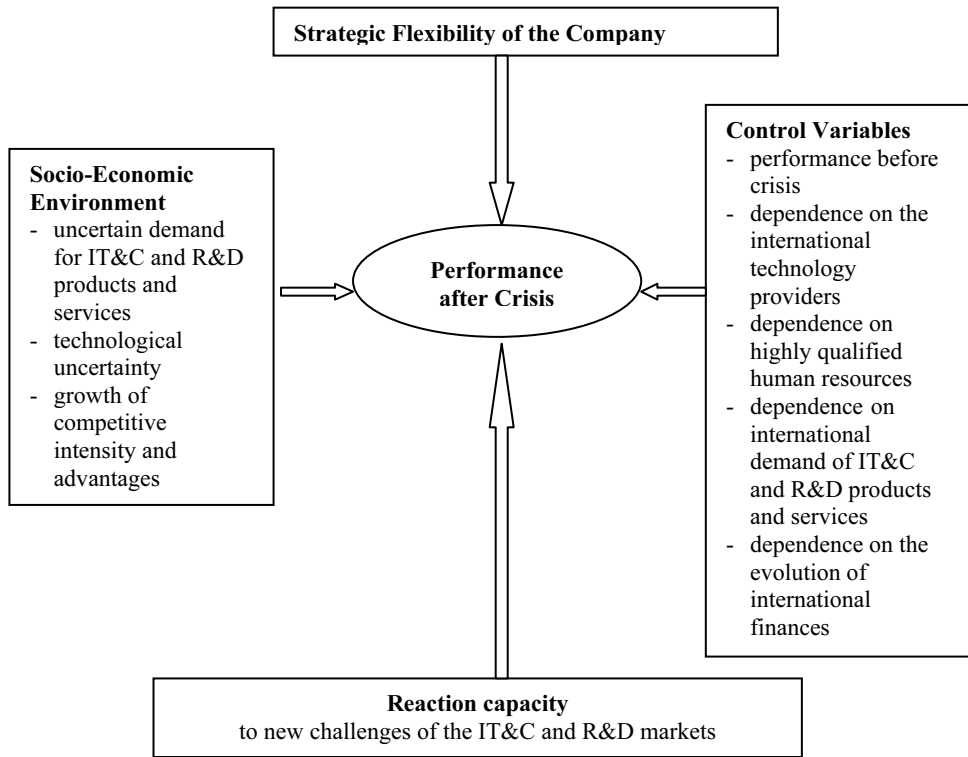 Strategic Flexibility of the Company
Socio-Economic
Environment
- uncertain demand
for IT&C and R&D
products and
services
- technological
uncertainty
- growth of
competitive
intensity and
advantages
Performance
after Crisis
Control Variables
- performance before
crisis
- dependence on the
international
technology
providers
- dependence on
highly qualified
human resources
- dependence on
international
demand of IT&C
and R&D products
and services
- dependence on the
evolution of
international
finances
Reaction capacity
to new challenges of the IT&C and R&D markets